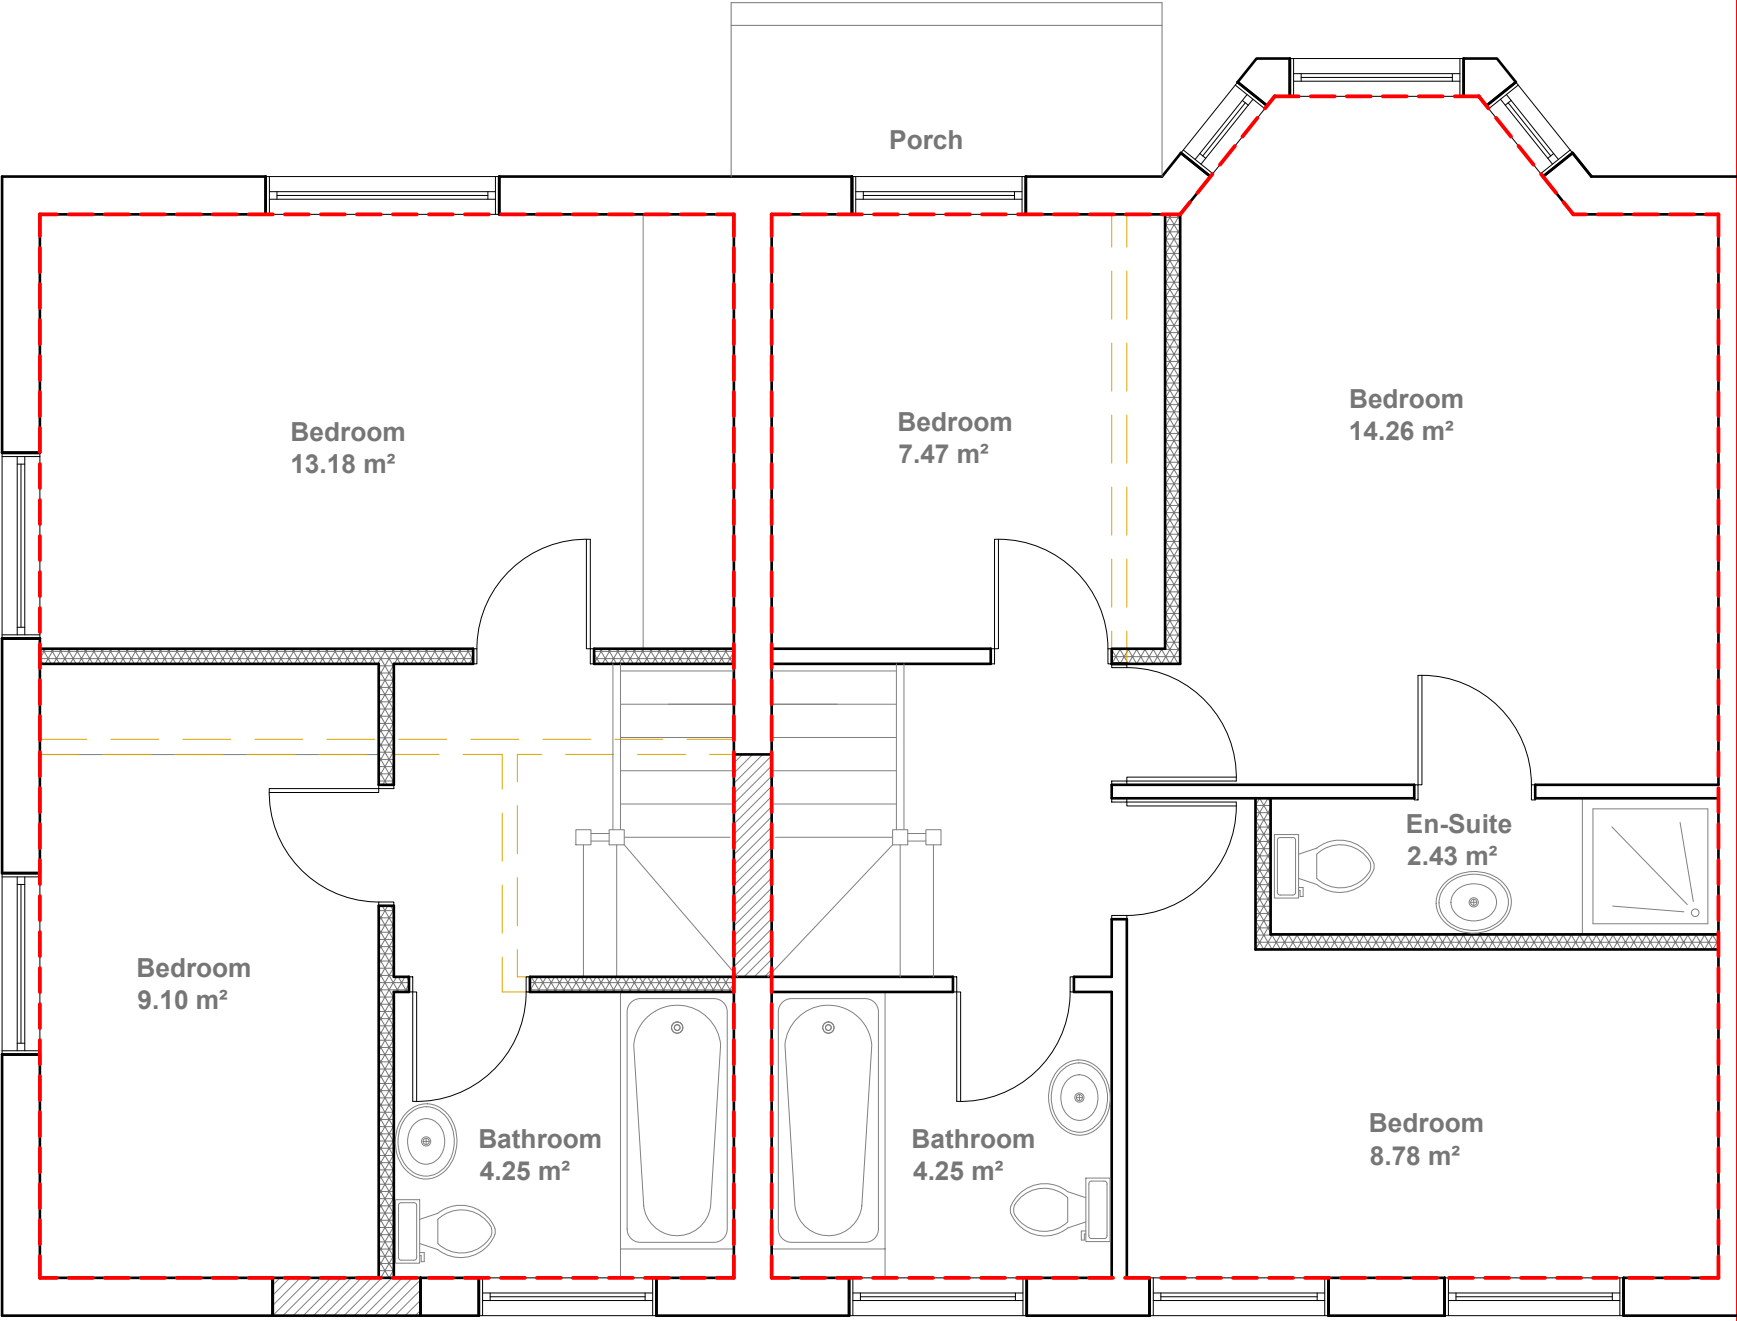 Porch
Bedroom
13.18 m²
Bedroom
7.47 m²
Bedroom
14.26 m²
En-Suite
2.43 m²
Bedroom
9.10 m²
Bathroom
4.25 m²
Bathroom
4.25 m²
Bedroom
8.78 m²